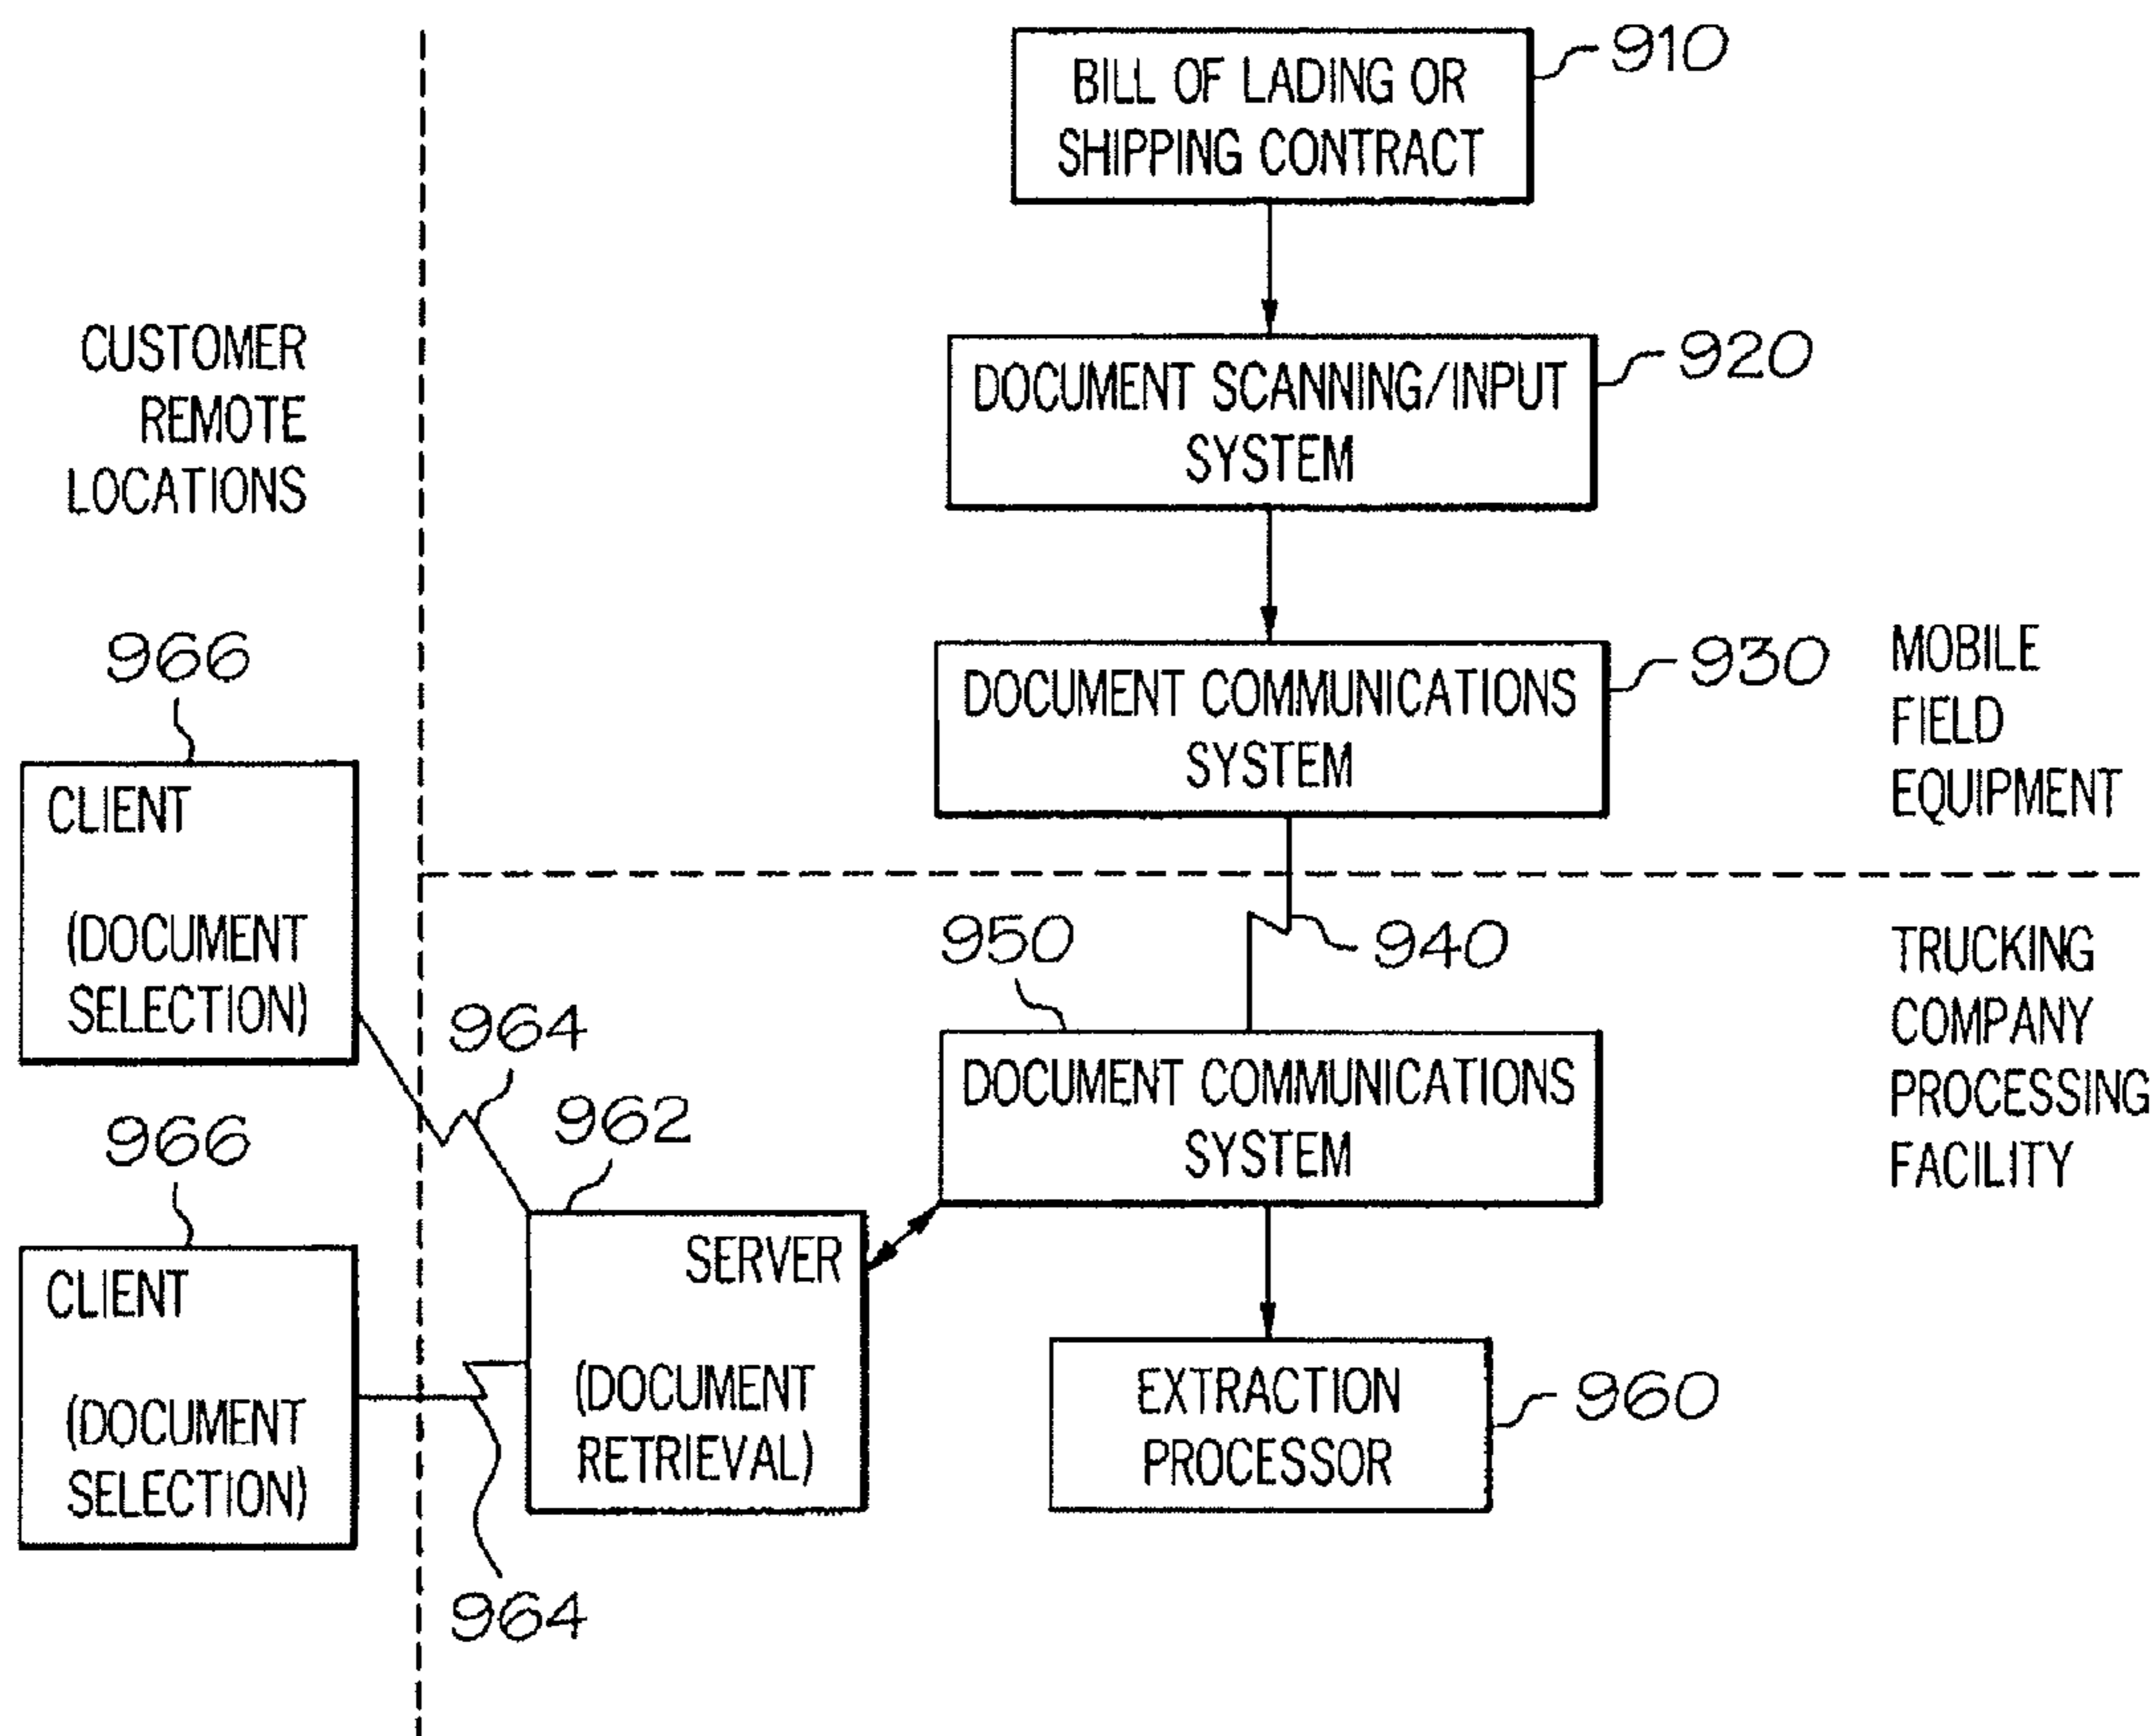 BILL OF LADING OR
SHIPPING CONTRACT
910
DOCUMENT SCANNING/INPUT
SYSTEM
920
CUSTOMER
REMOTE
LOCATIONS
DOCUMENT COMMUNICATIONS
SYSTEM
930
MOBILE
FIELD
EQUIPMENT
966
CLIENT
(DOCUMENT
SELECTION)
940
950
DOCUMENT COMMUNICATIONS
SYSTEM
TRUCKING
COMPANY
PROCESSING
FACILITY
964
962
SERVER
(DOCUMENT
RETRIEVAL)
966
CLIENT
(DOCUMENT
SELECTION)
964
EXTRACTION
PROCESSOR
960